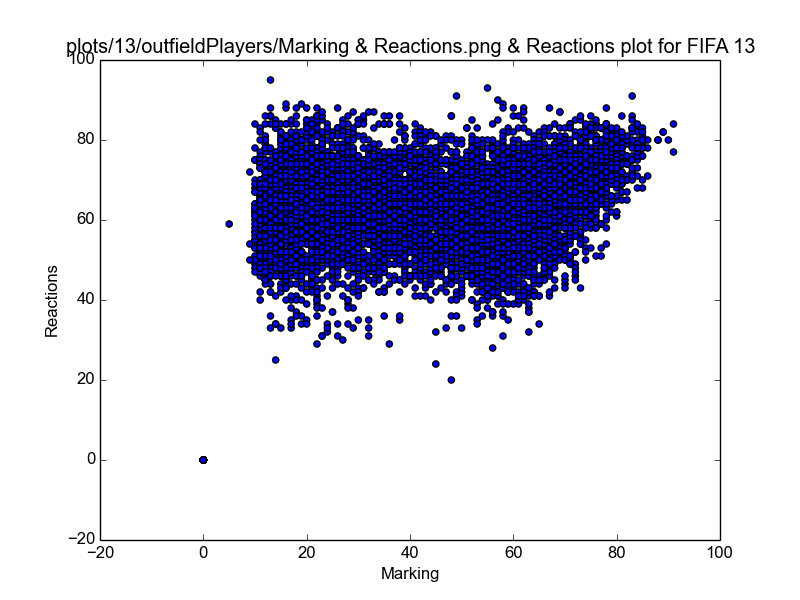 plots/13/outfieldPlayers/Marking & Reactions.png & Reactions plot for FIFA 13
100
80
60
40
20
0
−20
Reactions
−20 0 20 40 60 80 100
Marking